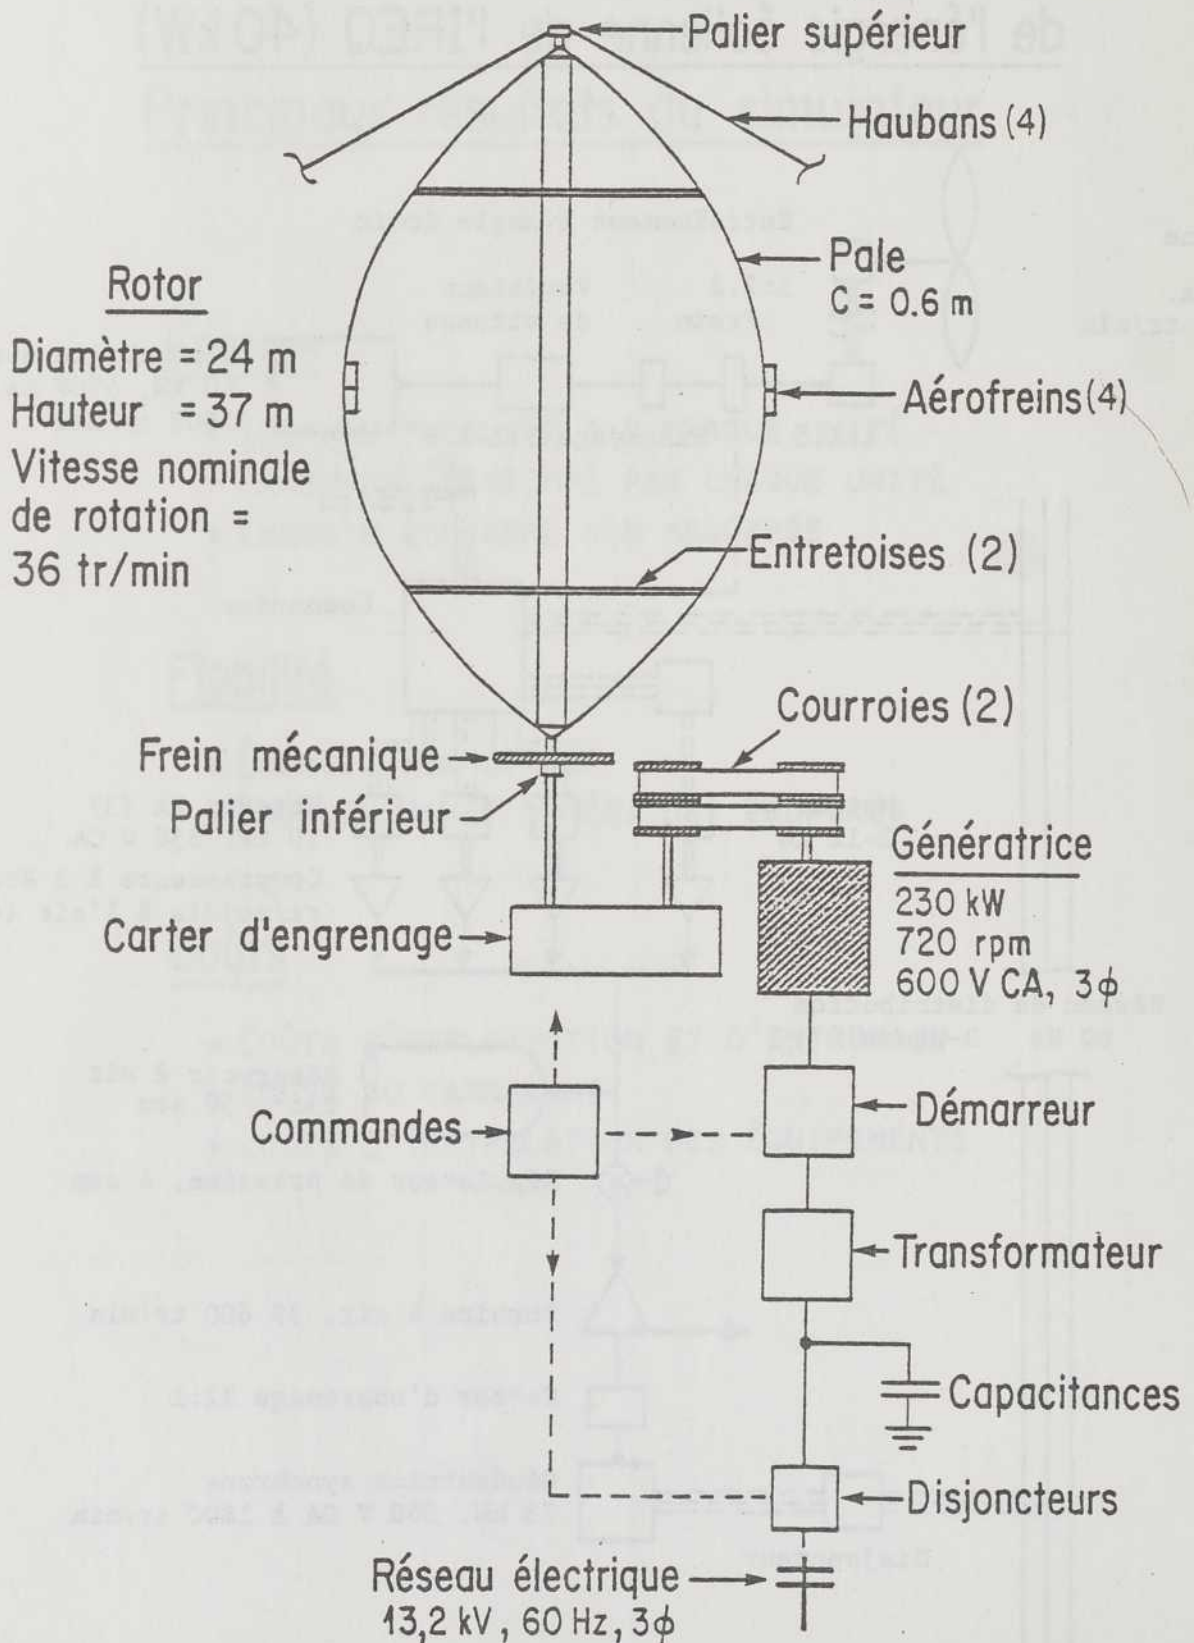 Palier supérieur
Haubans (4)
Pale
C = 0.6 m
Rotor
Diamètre = 24 m
Hauteur = 37 m
Vitesse nominale
de rotation =
36 tr/min
Aérofreins (4)
Entretoises (2)
Courroies (2)
Frein mécanique
Palier inférieur
Génératrice
230 kW
720 rpm
600 V CA, 3ϕ
Carter d'engrenage
Commandes
Démarreur
Transformateur
Capacitances
Disjoncteurs
Réseau électrique
13,2 kV, 60 Hz, 3ϕ